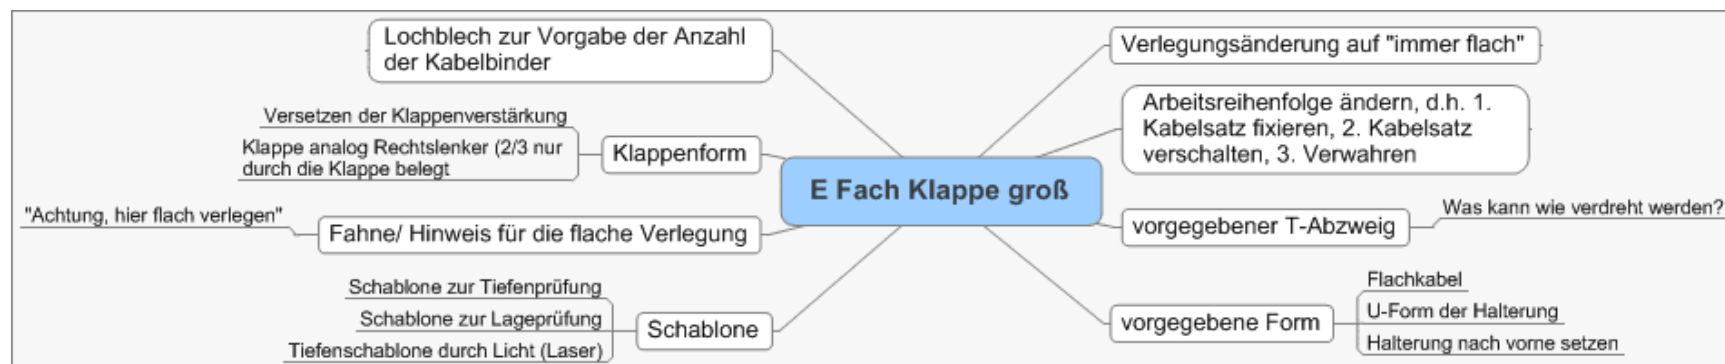 E Fach Klappe groß
Lochblech zur Vorgabe der Anzahl
der Kabelbinder
Versetzen der Klappenverstärkung
Klappe analog Rechtslenker (2/3 nur
durch die Klappe belegt
Klappenform
"Achtung, hier flach verlegen"
Fahne/ Hinweis für die flache Verlegung
Schablone zur Tiefenprüfung
Schablone zur Lageprüfung
Tiefenschablone durch Licht (Laser)
Schablone
Verlegungsänderung auf "immer flach"
Arbeitsreihenfolge ändern, d.h. 1.
Kabelsatz fixieren, 2. Kabelsatz
verschalten, 3. Verwahren
vorgegebener T-Abzweig
Was kann wie verdreht werden?
vorgegebene Form
Flachkabel
U-Form der Halterung
Halterung nach vorne setzen